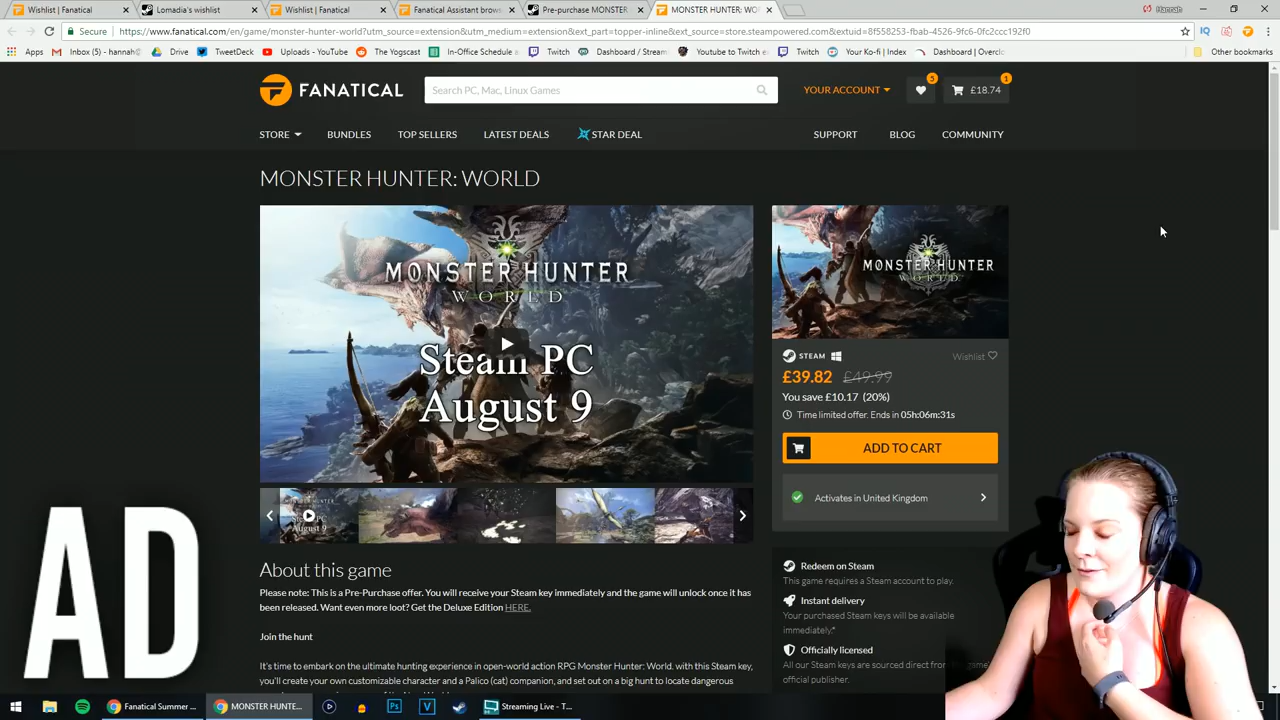 Wishlist | Fanatical
Lomadia's wishlist
Wishlist | Fanatical
Fanatical Assistant brows
Pre-purchase MONSTER
MONSTER HUNTER: WO
Hannah
Secure
https://www.fanatical.com/en/game/monster-hunter-world?utm_source=extension&utm_medium=extension&ext_part=topper-inline&ext_source=store.steampowered.com&extuid=8f558253-fbab-4526-9fc6-0fc2ccc192f0
Apps
Inbox (5) - hannah@
Drive
TweetDeck
Uploads - YouTube
The Yogscast
In-Office Schedule
Dashboard / Stream
Youtube to Twitch e
Twitch
Your Ko-fi | Index
Twitch
Dashboard | Overclo
Other bookmarks
FANATICAL
Search PC, Mac, Linux Games
YOUR ACCOUNT
5
1
£18.74
STORE
BUNDLES
TOP SELLERS
LATEST DEALS
STAR DEAL
SUPPORT
BLOG
COMMUNITY
MONSTER HUNTER: WORLD
MONSTER HUNTER
WORLD
Steam PC
August 9
MONSTER HUNTER
WORLD
STEAM
Wishlist
£39.82 £49.99
You save £10.17 (20%)
Time limited offer. Ends in 05h:06m:31s
ADD TO CART
Activates in United Kingdom
About this game
Please note: This is a Pre-Purchase offer. You will receive your Steam key immediately and the game will unlock once it has
been released. Want even more loot? Get the Deluxe Edition HERE.
Join the hunt
It's time to embark on the ultimate hunting experience in open-world action RPG Monster Hunter: World. with this Steam key,
you'll create your own customizable character and a Palico (cat) companion, and set out on a big hunt to locate dangerous
Redeem on Steam
This game requires a Steam account to play.
Instant delivery
Your purchased Steam keys will be available
immediately.*
Officially licensed
All our Steam keys are sourced direct from
official publisher.
AD
Fanatical Summer ...
MONSTER HUNTE...
Streaming Live - T...